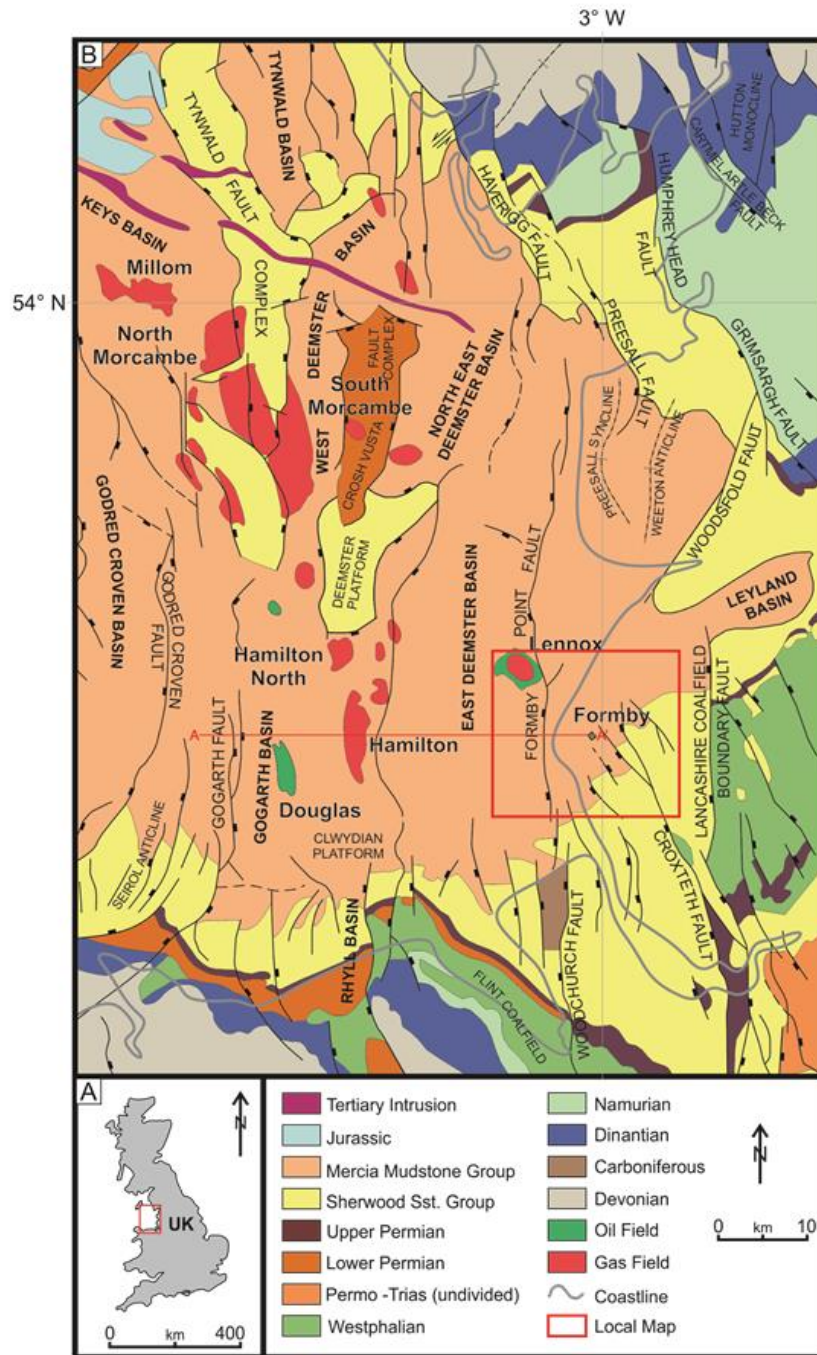 3° W
B
TYNWALD BASIN
TYNWALD
FAULT
COMPLEX
HUTTON
MONOCLINE
CARTMEL ARTLE BECK
FAULT
HAVERIGG FAULT
HUMPHREY HEAD
FAULT
KEYS BASIN
Millom
BASIN
54° N
North
Morcambe
DEEMSTER
WEST
FAULT
COMPLEX
South
Morcambe
CROSH VUSTA
NORTH EAST
DEEMSTER BASIN
PREESALL FAULT
GRIMSARGH FAULT
PREESALL SYNCLINE
WEETON ANTICLINE
WOODSFOLD FAULT
GODRED CROVEN BASIN
GODRED CROVEN
FAULT
DEEMSTER
PLATFORM
EAST DEEMSTER BASIN
FORMBY POINT FAULT
LEYLAND
BASIN
Lennox
Hamilton
North
Formby
A
A'
Hamilton
GOGARTH FAULT
GOGARTH BASIN
Douglas
LANCASHIRE COALFIELD
BOUNDARY FAULT
CLWYDIAN
PLATFORM
SEIROL ANTICLINE
CROXTETH FAULT
RHYLL BASIN
WOODCHURCH FAULT
FLINT COALFIELD
A
N
UK
0 km 400
Tertiary Intrusion
Jurassic
Mercia Mudstone Group
Sherwood Sst. Group
Upper Permian
Lower Permian
Permo -Trias (undivided)
Westphalian
Namurian
Dinantian
Carboniferous
Devonian
Oil Field
Gas Field
Coastline
Local Map
N
0 km 10